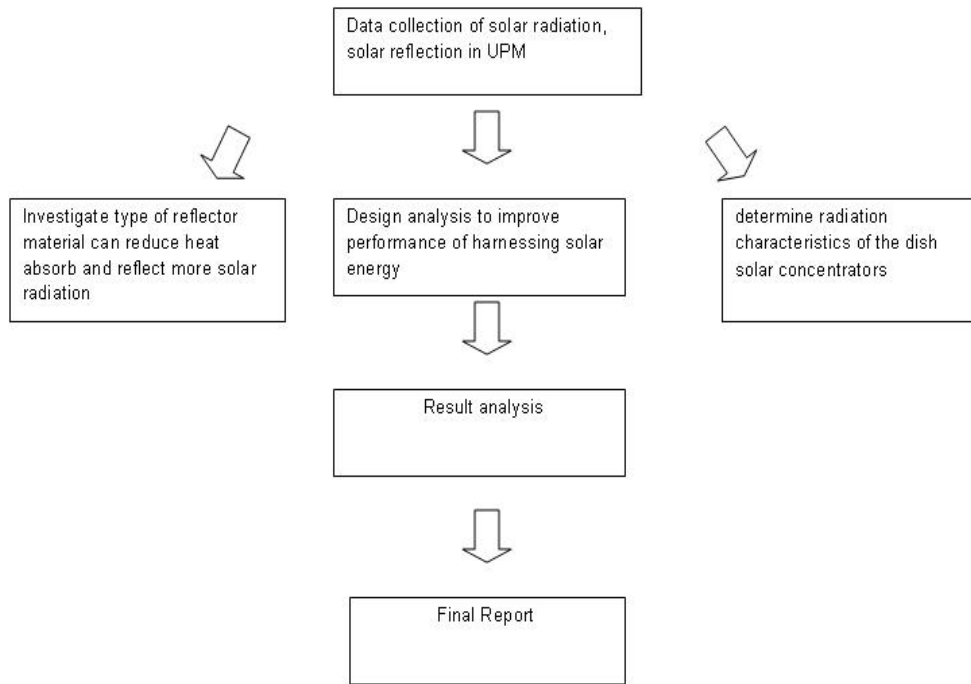 Data collection of solar radiation,
solar reflection in UPM
Investigate type of reflector
material can reduce heat
absorb and reflect more solar
radiation
Design analysis to improve
performance of harnessing solar
energy
determine radiation
characteristics of the dish
solar concentrators
Result analysis
Final Report